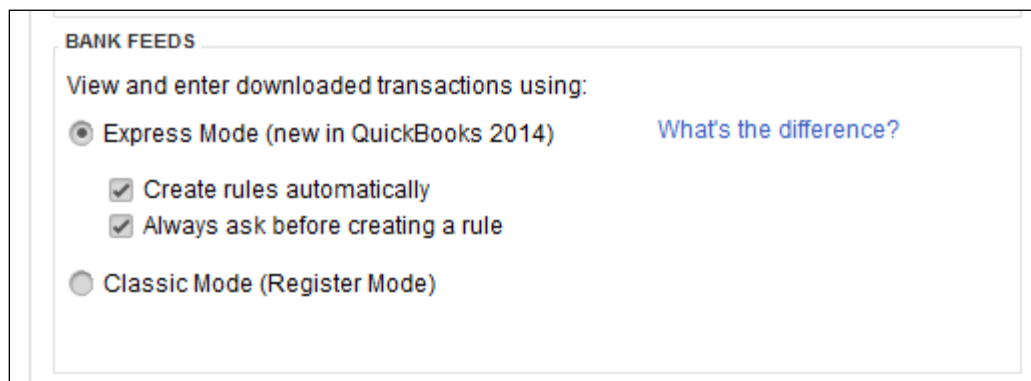 BANK FEEDS
View and enter downloaded transactions using:
Express Mode (new in QuickBooks 2014) What's the difference?
Create rules automatically
Always ask before creating a rule
Classic Mode (Register Mode)